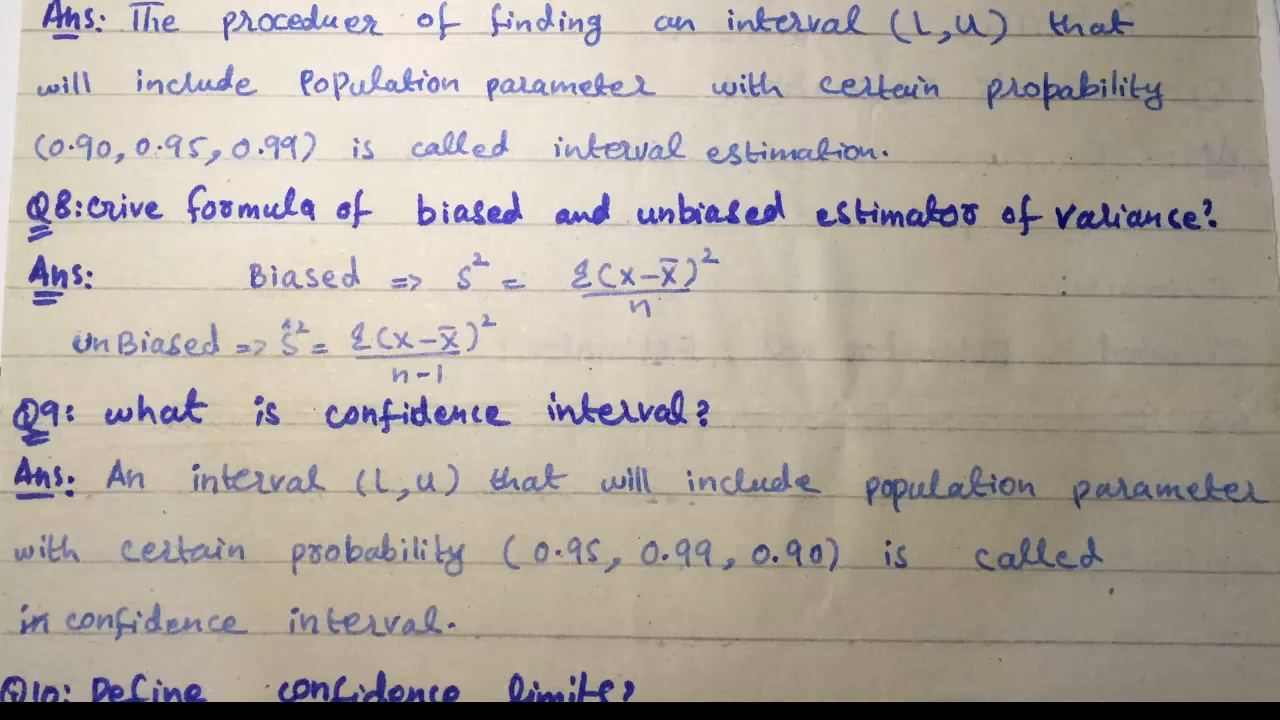 Ans: The proceduer of finding an interval (L,U) that
will include Population parameter with certain probability
(0.90, 0.95, 0.99) is called interval estimation.
Q8: Give formula of biased and unbiased estimator of variance?
Ans: Biased => S² = Σ(x-x̄)²/n
unBiased => Ŝ² = Σ(x-x̄)²/n-1
Q9: what is confidence interval?
Ans: An interval (L,U) that will include population parameter
with certain probability (0.95, 0.99, 0.90) is called
in confidence interval.
Q10: Define confidence limits?